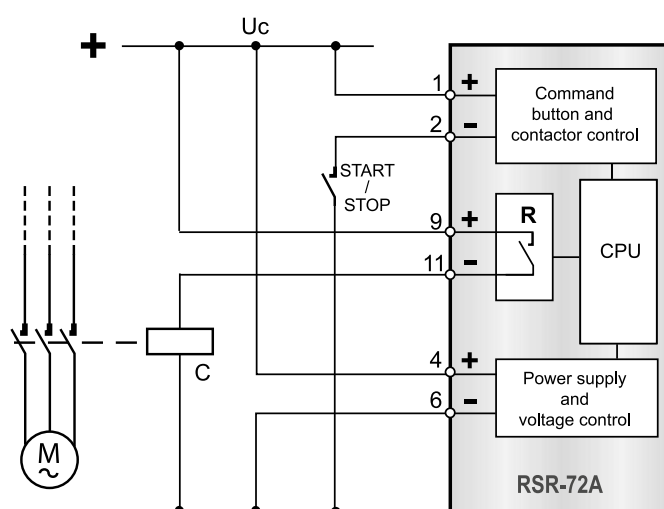 +
Uc
1
+
2
-
Command
button and
contactor control
START
/
STOP
9
+
R
11
-
CPU
C
4
+
6
-
Power supply
and
voltage control
M
~
RSR-72A